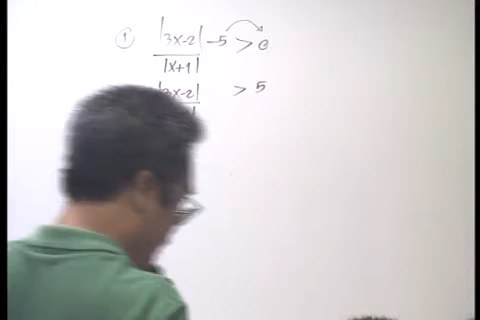 ① |3x-2| -5 > 0
|x+1|
|3x-2| > 5